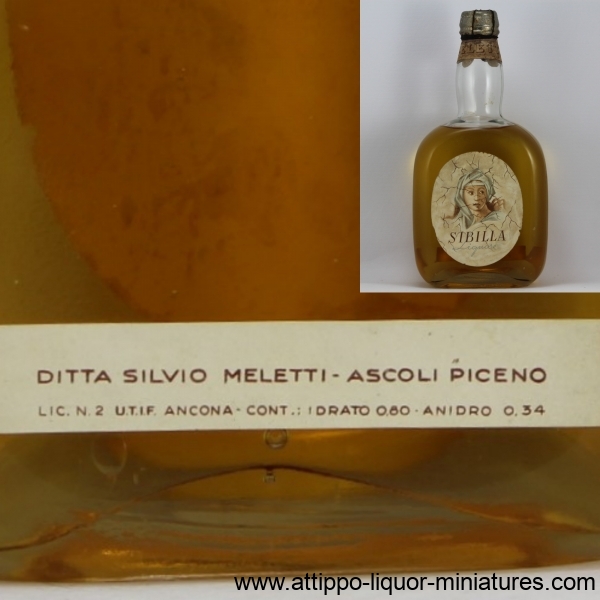 SIBILLA
DITTA SILVIO MELETTI - ASCOLI PICENO
LIC. N. 2 U.T.I.F. ANCONA - CONT.: IDRATO 0,80 - ANIDRO 0,34
www.attippo-liquor-miniatures.com